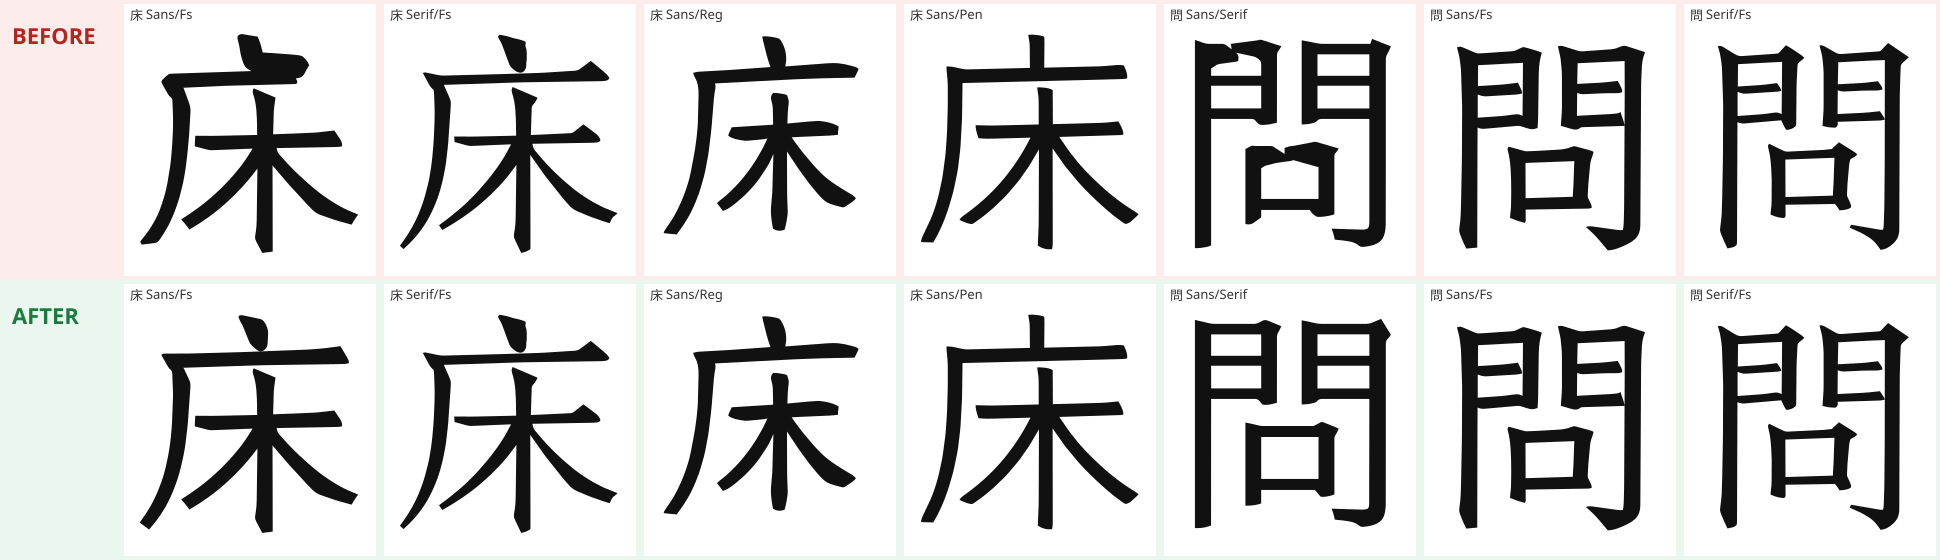 BEFORE
床 Sans/Fs
床
床 Serif/Fs
床
床 Sans/Reg
床
床 Sans/Pen
床
問 Sans/Serif
問
問 Sans/Fs
問
問 Serif/Fs
問
AFTER
床 Sans/Fs
床
床 Serif/Fs
床
床 Sans/Reg
床
床 Sans/Pen
床
問 Sans/Serif
問
問 Sans/Fs
問
問 Serif/Fs
問